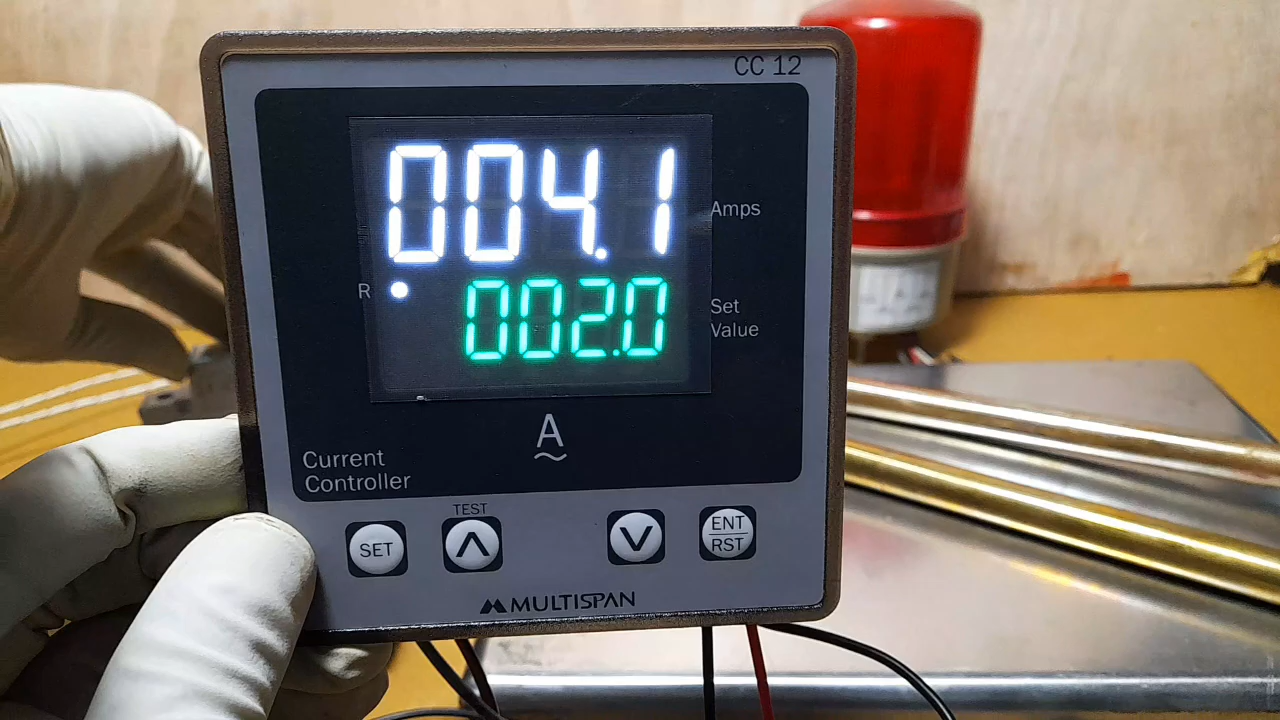 CC 12
004.1
Amps
R
002.0
Set
Value
A
Current
Controller
TEST
SET
ENT
RST
MULTISPAN